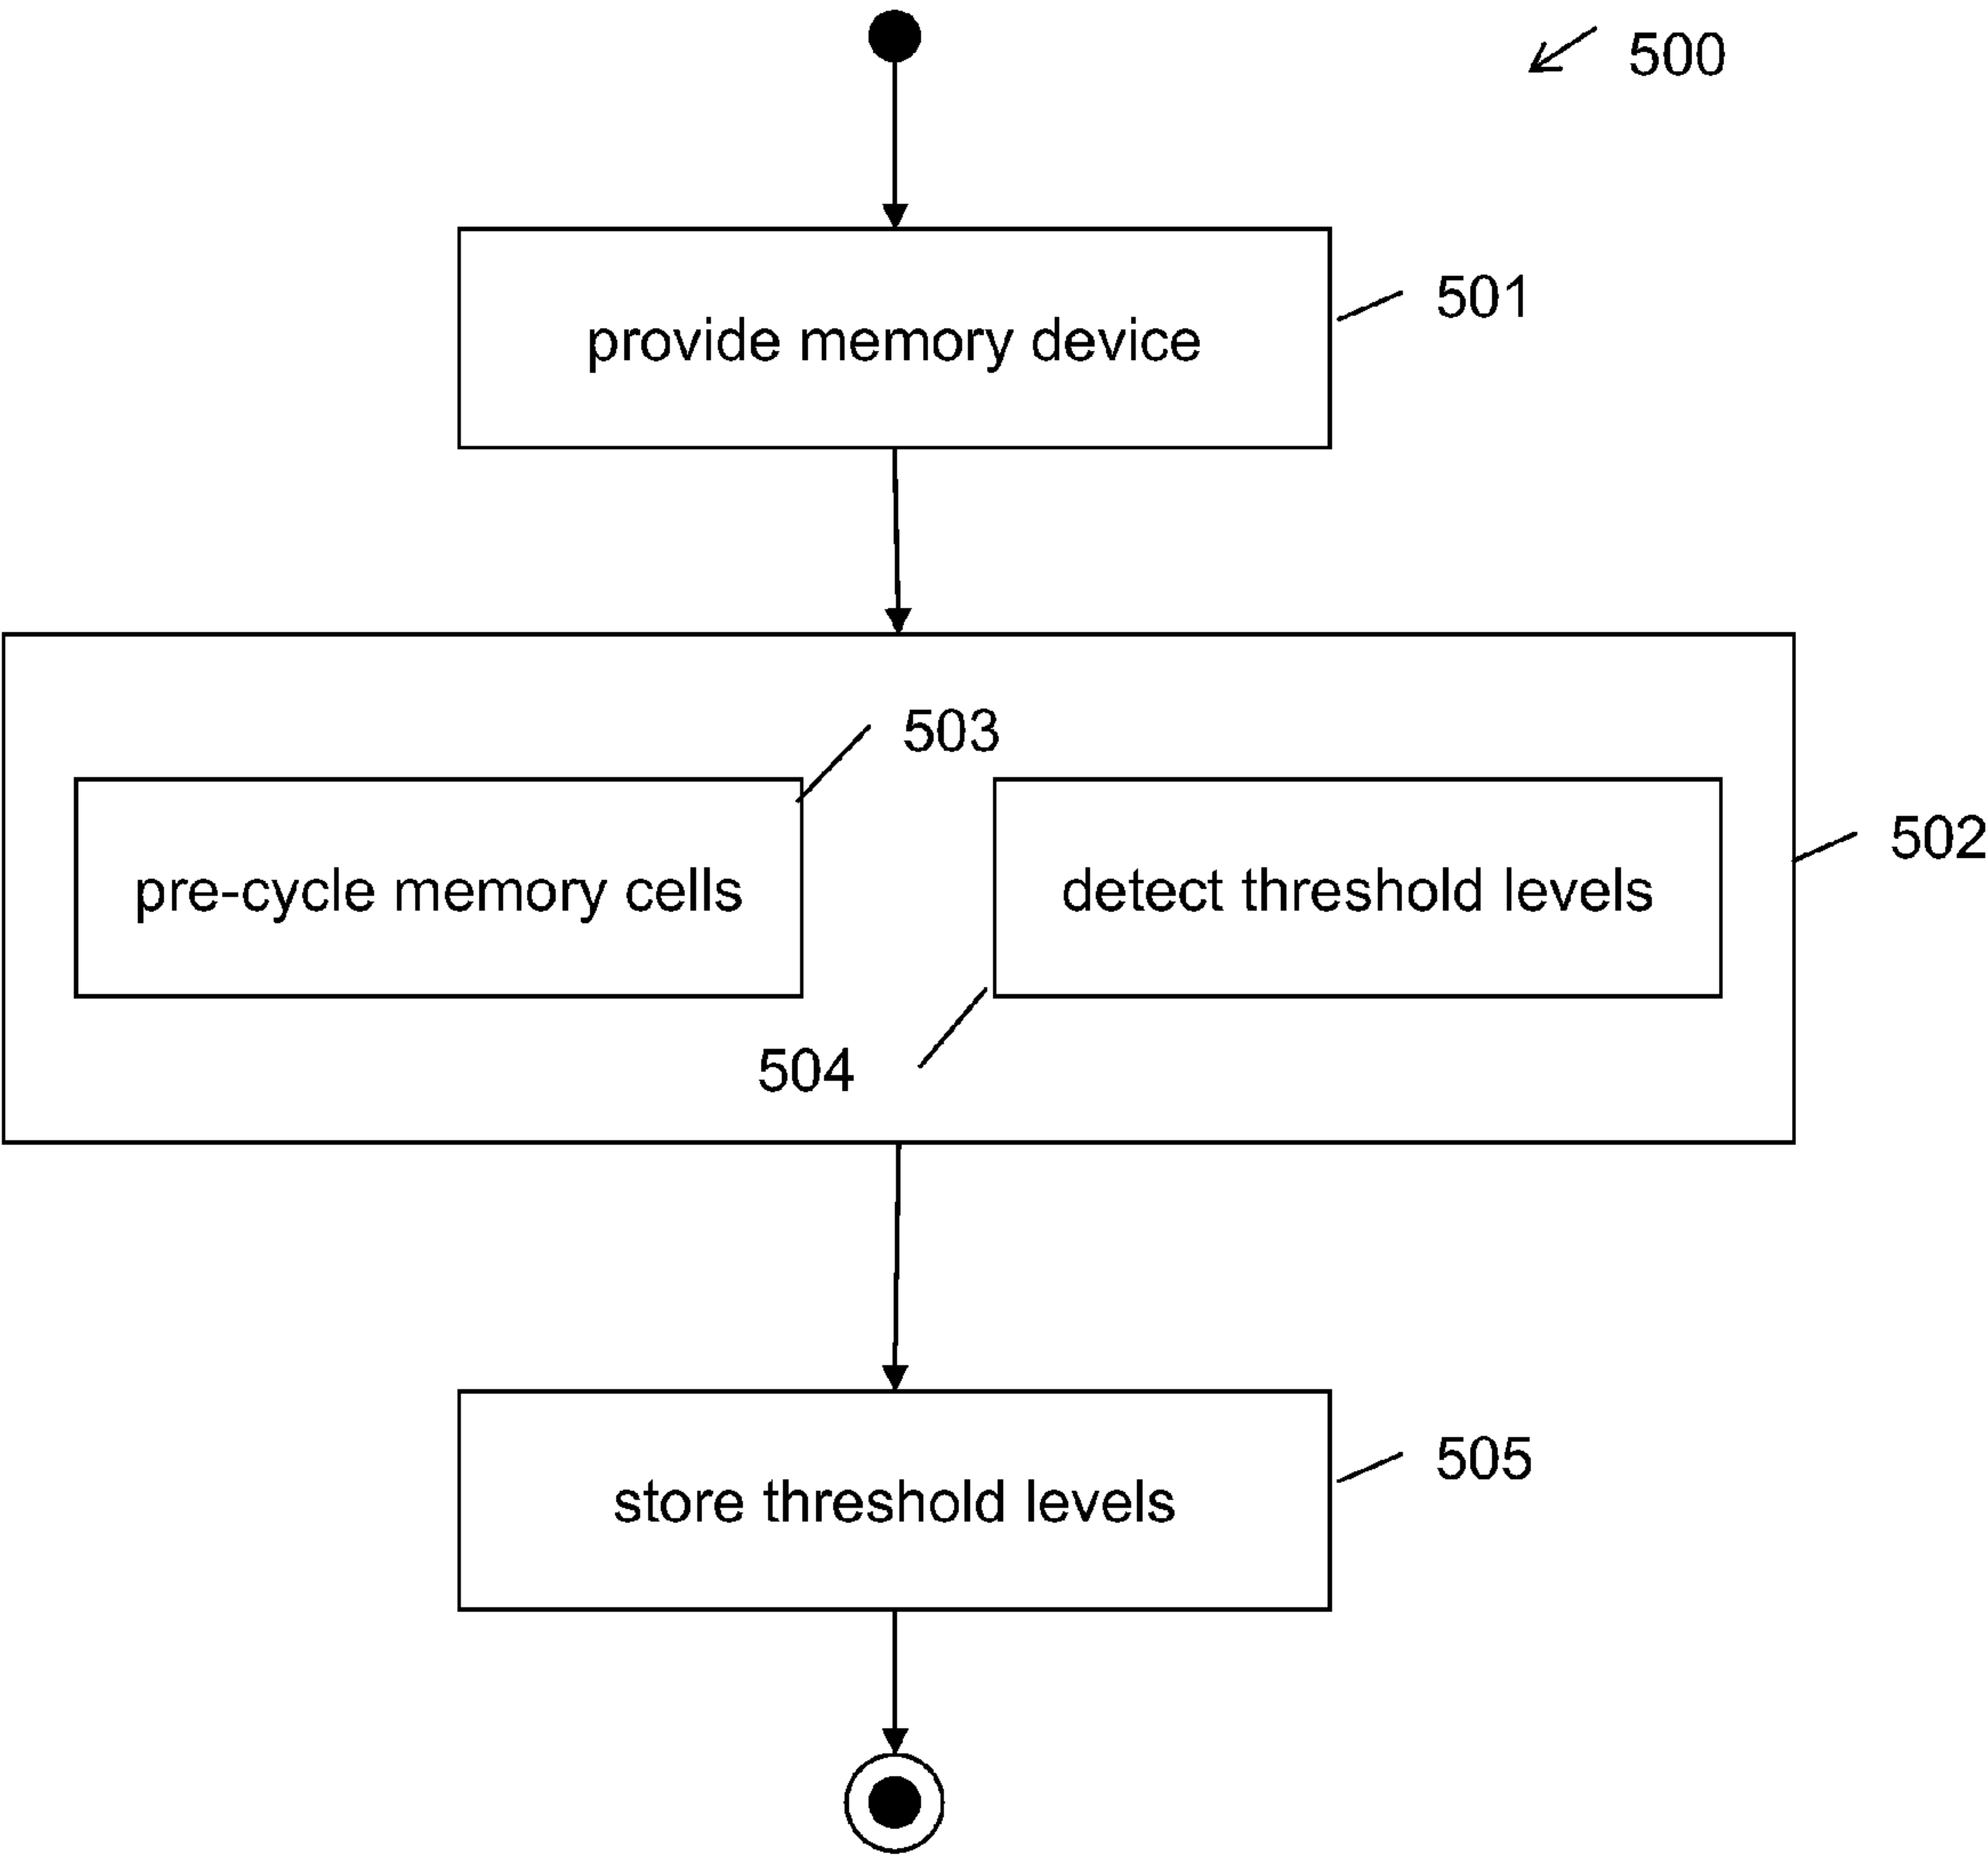 500
provide memory device
501
503
pre-cycle memory cells
detect threshold levels
502
504
store threshold levels
505